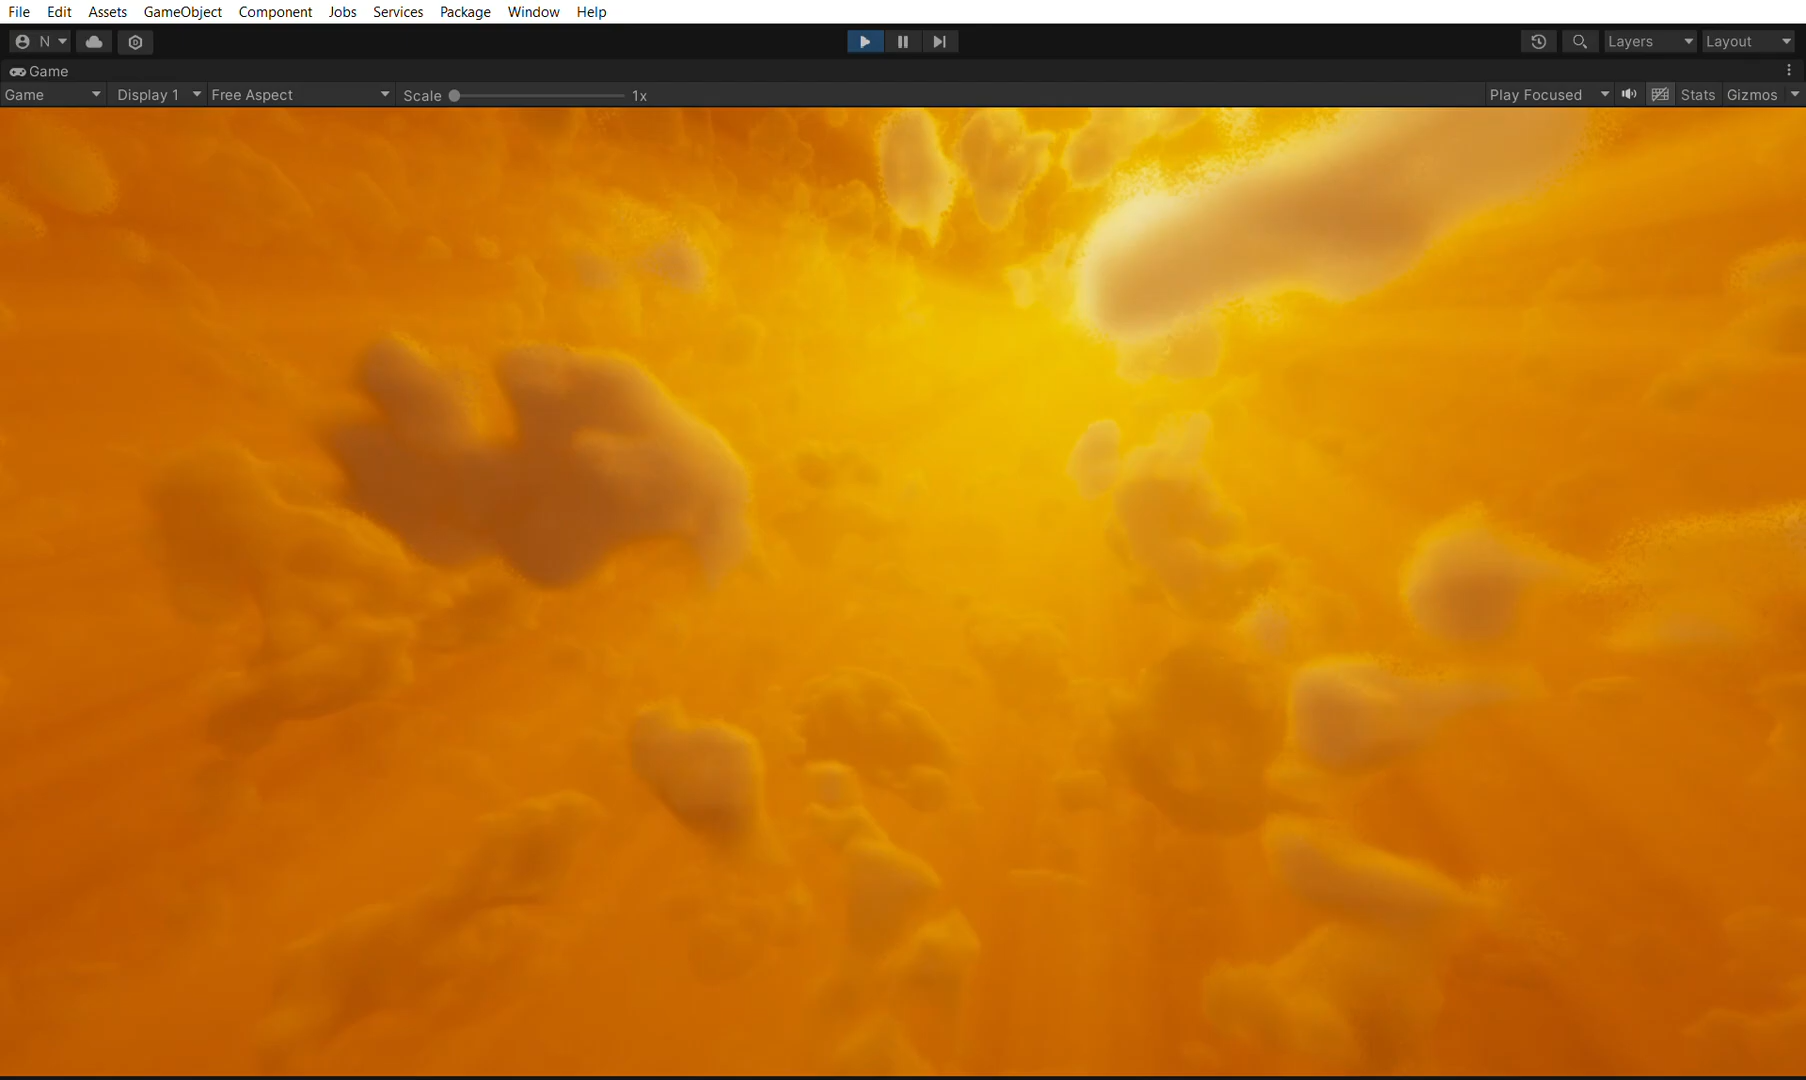 File Edit Assets GameObject Component Jobs Services Package Window Help
N Layers Layout
Game
Game Display 1 Free Aspect Scale 1x Play Focused Stats Gizmos